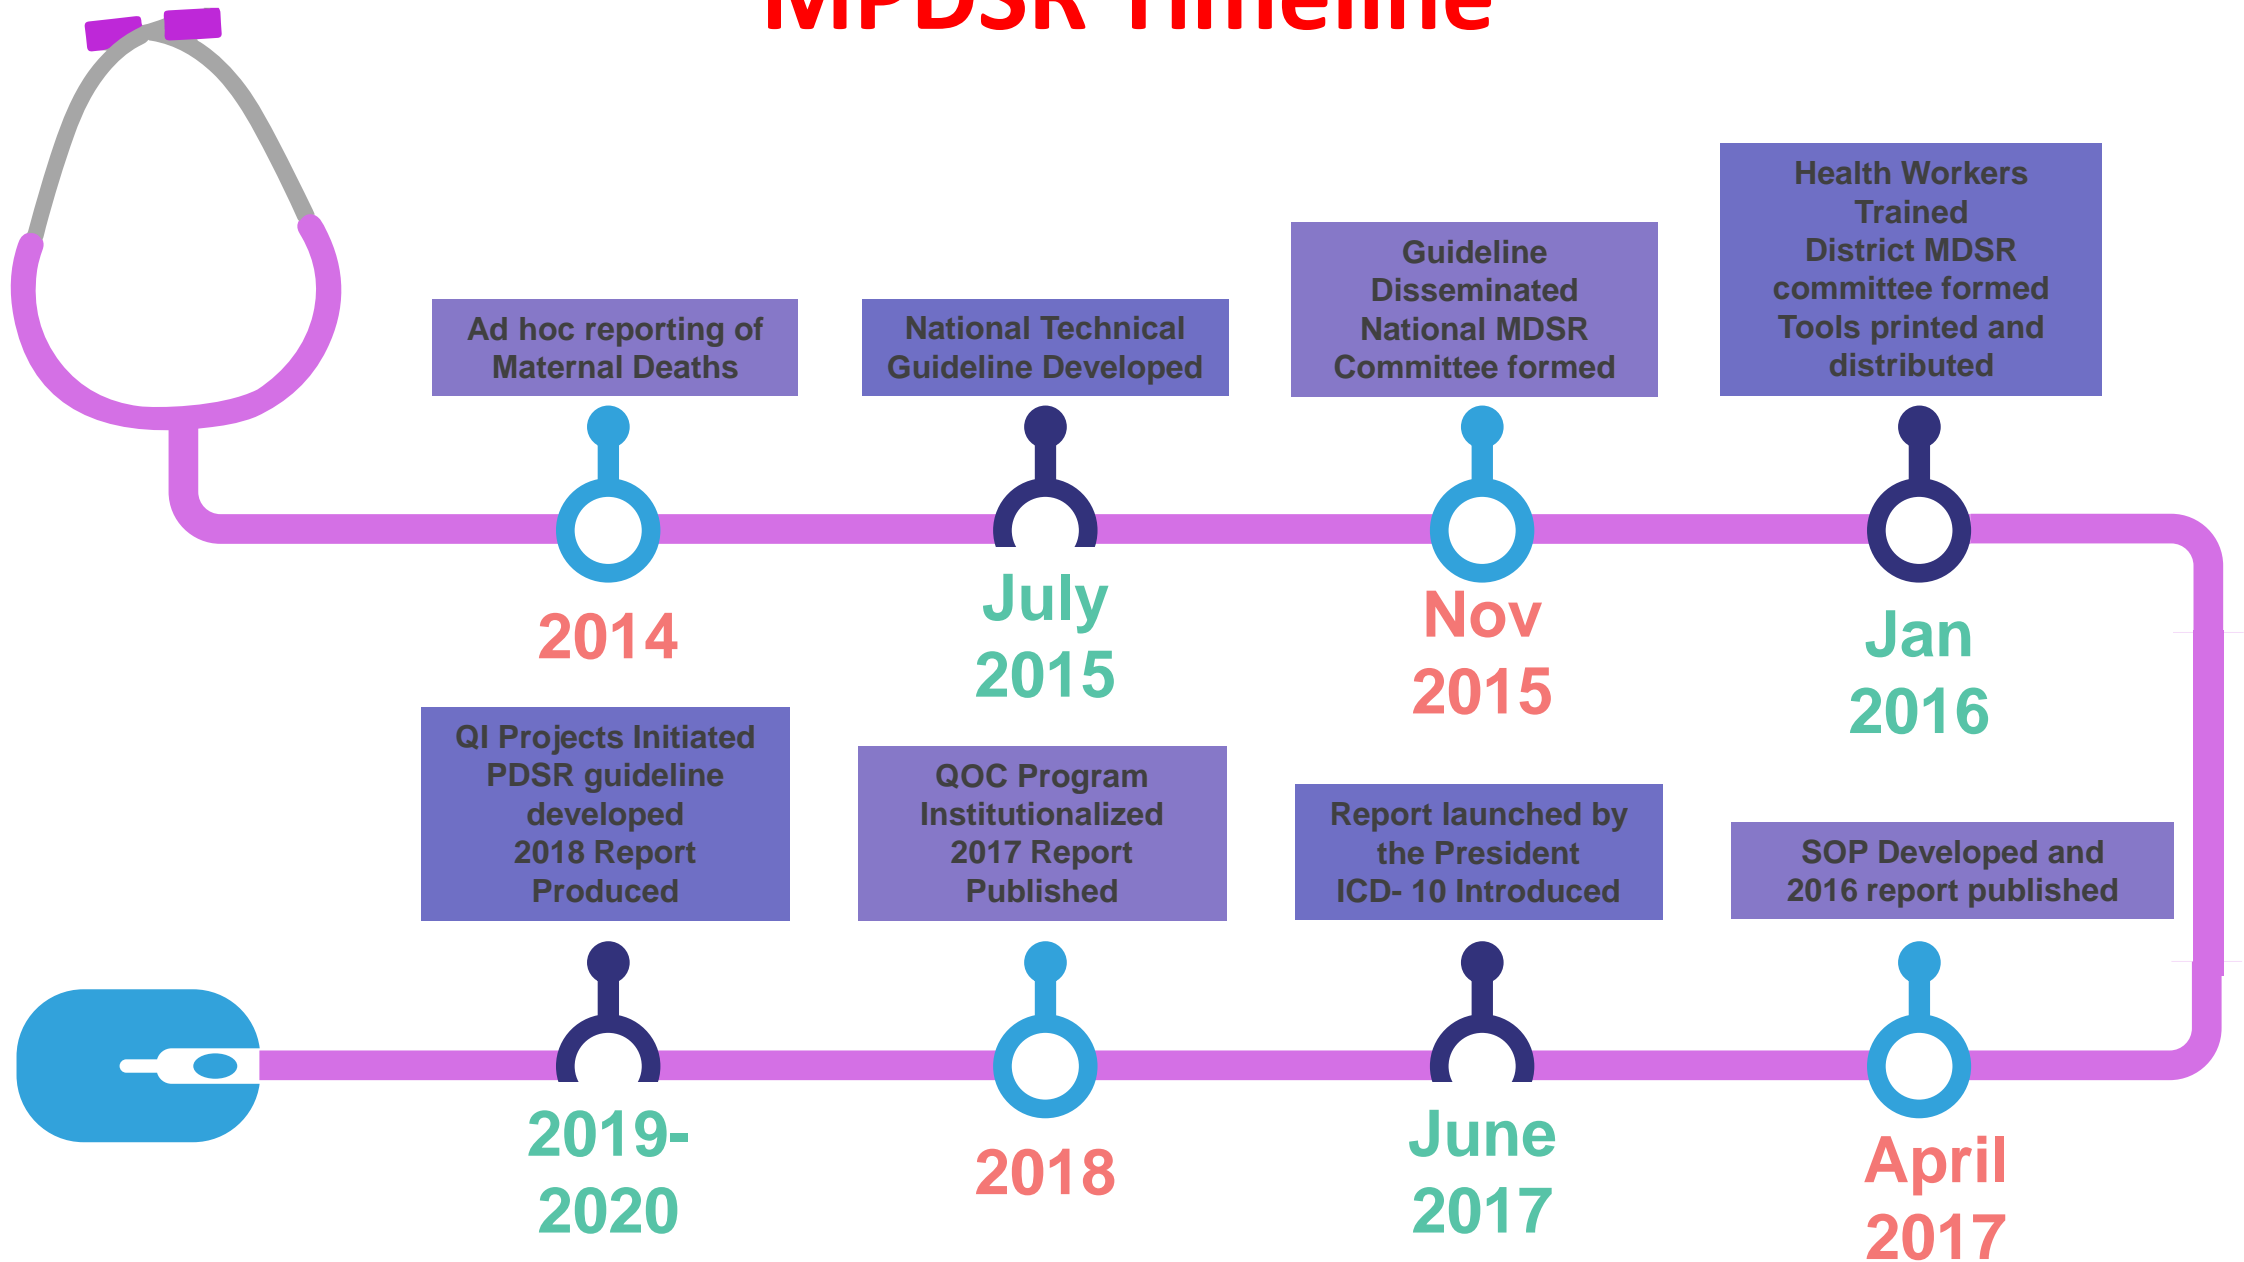 MPDSR Timeline
Ad hoc reporting of
Maternal Deaths
National Technical
Guideline Developed
Guideline
Disseminated
National MDSR
Committee formed
Health Workers
Trained
District MDSR
committee formed
Tools printed and
distributed
2014
July
2015
Nov
2015
Jan
2016
QI Projects Initiated
PDSR guideline
developed
2018 Report
Produced
QOC Program
Institutionalized
2017 Report
Published
Report launched by
the President
ICD- 10 Introduced
SOP Developed and
2016 report published
2019-
2020
2018
June
2017
April
2017